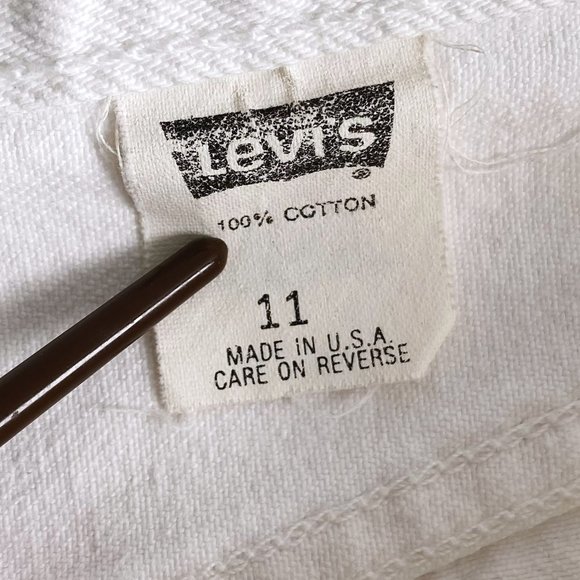 Levi's
®
100% COTTON
11
MADE IN U.S.A.
CARE ON REVERSE